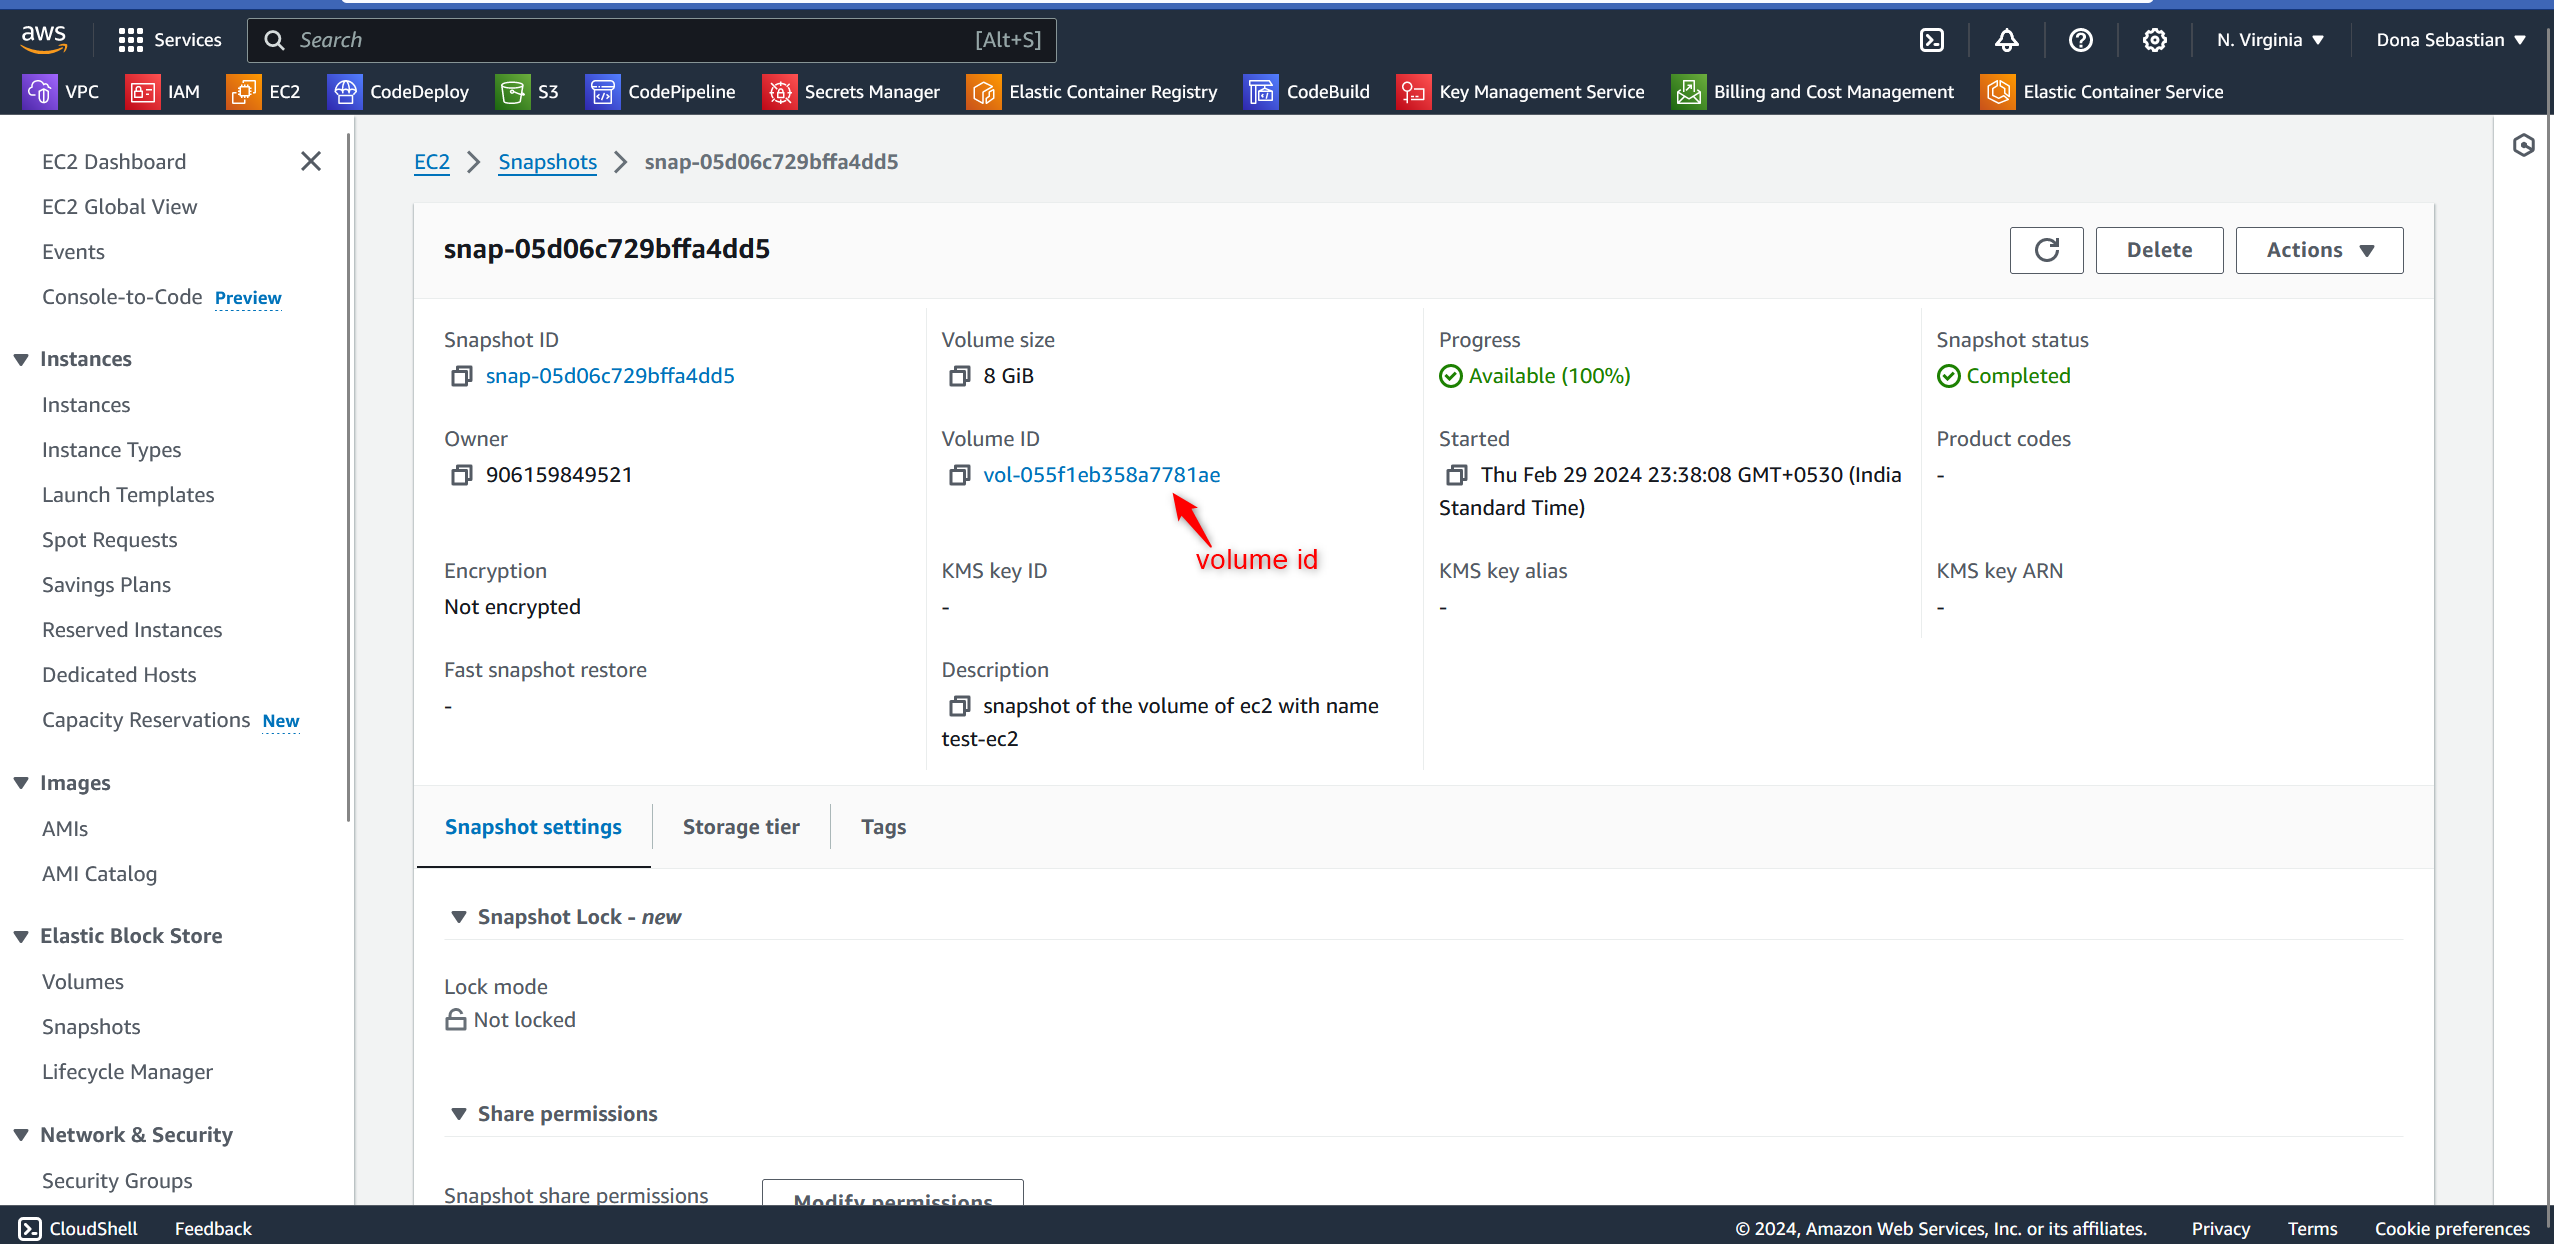 aws
Services
Search
[Alt+S]
N. Virginia
Dona Sebastian
VPC
IAM
EC2
CodeDeploy
S3
CodePipeline
Secrets Manager
Elastic Container Registry
CodeBuild
Key Management Service
Billing and Cost Management
Elastic Container Service
EC2 Dashboard
EC2 Global View
Events
Console-to-Code Preview
Instances
Instances
Instance Types
Launch Templates
Spot Requests
Savings Plans
Reserved Instances
Dedicated Hosts
Capacity Reservations New
Images
AMIs
AMI Catalog
Elastic Block Store
Volumes
Snapshots
Lifecycle Manager
Network & Security
Security Groups
EC2
Snapshots
snap-05d06c729bffa4dd5
snap-05d06c729bffa4dd5
Delete
Actions
Snapshot ID
snap-05d06c729bffa4dd5
Volume size
8 GiB
Progress
Available (100%)
Snapshot status
Completed
Owner
906159849521
Volume ID
vol-055f1eb358a7781ae
volume id
Started
Thu Feb 29 2024 23:38:08 GMT+0530 (India
Standard Time)
Product codes
-
Encryption
Not encrypted
KMS key ID
-
KMS key alias
-
KMS key ARN
-
Fast snapshot restore
-
Description
snapshot of the volume of ec2 with name
test-ec2
Snapshot settings
Storage tier
Tags
Snapshot Lock - new
Lock mode
Not locked
Share permissions
Snapshot share permissions
Modify permissions
CloudShell
Feedback
© 2024, Amazon Web Services, Inc. or its affiliates.
Privacy
Terms
Cookie preferences